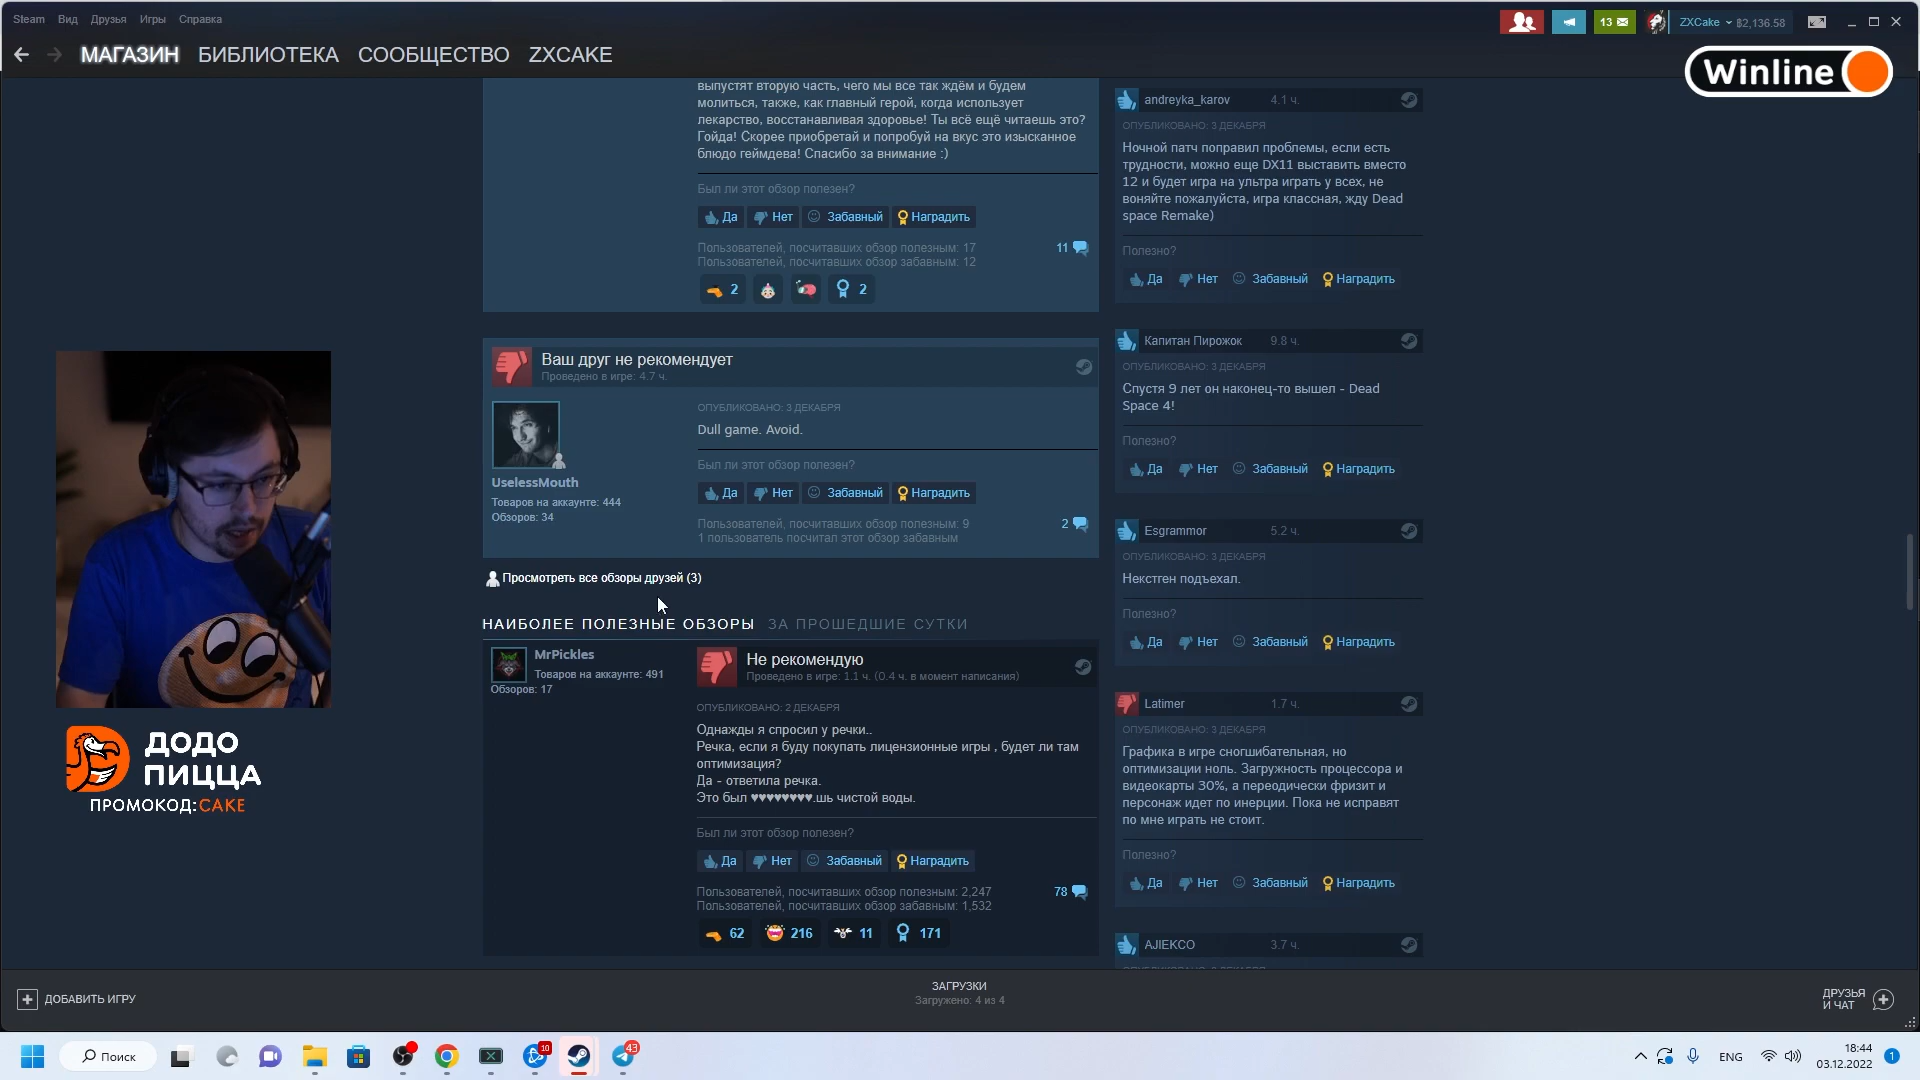 Steam Вид Друзья Игры Справка
13 ZXCake ฿2,136.58
МАГАЗИН БИБЛИОТЕКА СООБЩЕСТВО ZXCAKE
Winline
выпустят вторую часть, чего мы все так ждём и будем
молиться, также, как главный герой, когда использует
лекарство, восстанавливая здоровье! Ты всё ещё читаешь это?
Гойда! Скорее приобретай и попробуй на вкус это изысканное
блюдо геймдева! Спасибо за внимание :)
Был ли этот обзор полезен?
Да Нет Забавный Наградить
Пользователей, посчитавших обзор полезным: 17
Пользователей, посчитавших обзор забавным: 12
11
2 2
Ваш друг не рекомендует
Проведено в игре: 4.7 ч.
ОПУБЛИКОВАНО: 3 ДЕКАБРЯ
Dull game. Avoid.
UselessMouth
Товаров на аккаунте: 444
Обзоров: 34
Был ли этот обзор полезен?
Да Нет Забавный Наградить
Пользователей, посчитавших обзор полезным: 9
1 пользователь посчитал этот обзор забавным
2
Просмотреть все обзоры друзей (3)
НАИБОЛЕЕ ПОЛЕЗНЫЕ ОБЗОРЫ ЗА ПРОШЕДШИЕ СУТКИ
MrPickles
Товаров на аккаунте: 491
Обзоров: 17
Не рекомендую
Проведено в игре: 1.1 ч. (0.4 ч. в момент написания)
ОПУБЛИКОВАНО: 2 ДЕКАБРЯ
Однажды я спросил у речки..
Речка, если я буду покупать лицензионные игры , будет ли там
оптимизация?
Да - ответила речка.
Это был ♥♥♥♥♥♥♥♥.шь чистой воды.
Был ли этот обзор полезен?
Да Нет Забавный Наградить
Пользователей, посчитавших обзор полезным: 2,247
Пользователей, посчитавших обзор забавным: 1,532
78
62 216 11 171
andreyka_karov 4.1 ч.
ОПУБЛИКОВАНО: 3 ДЕКАБРЯ
Ночной патч поправил проблемы, если есть
трудности, можно еще DX11 выставить вместо
12 и будет игра на ультра играть у всех, не
воняйте пожалуйста, игра классная, жду Dead
space Remake)
Полезно?
Да Нет Забавный Наградить
Капитан Пирожок 9.8 ч.
ОПУБЛИКОВАНО: 3 ДЕКАБРЯ
Спустя 9 лет он наконец-то вышел - Dead
Space 4!
Полезно?
Да Нет Забавный Наградить
Esgrammor 5.2 ч.
ОПУБЛИКОВАНО: 3 ДЕКАБРЯ
Некстген подъехал.
Полезно?
Да Нет Забавный Наградить
Latimer 1.7 ч.
ОПУБЛИКОВАНО: 3 ДЕКАБРЯ
Графика в игре сногшибательная, но
оптимизации ноль. Загружность процессора и
видеокарты 30%, а переодически фризит и
персонаж идет по инерции. Пока не исправят
по мне играть не стоит.
Полезно?
Да Нет Забавный Наградить
AJIEKCO 3.7 ч.
ДОДО
ПИЦЦА
ПРОМОКОД:CAKE
ДОБАВИТЬ ИГРУ
ЗАГРУЗКИ
Загружено: 4 из 4
ДРУЗЬЯ
И ЧАТ
Поиск
10
43
ENG
18:44
03.12.2022
1